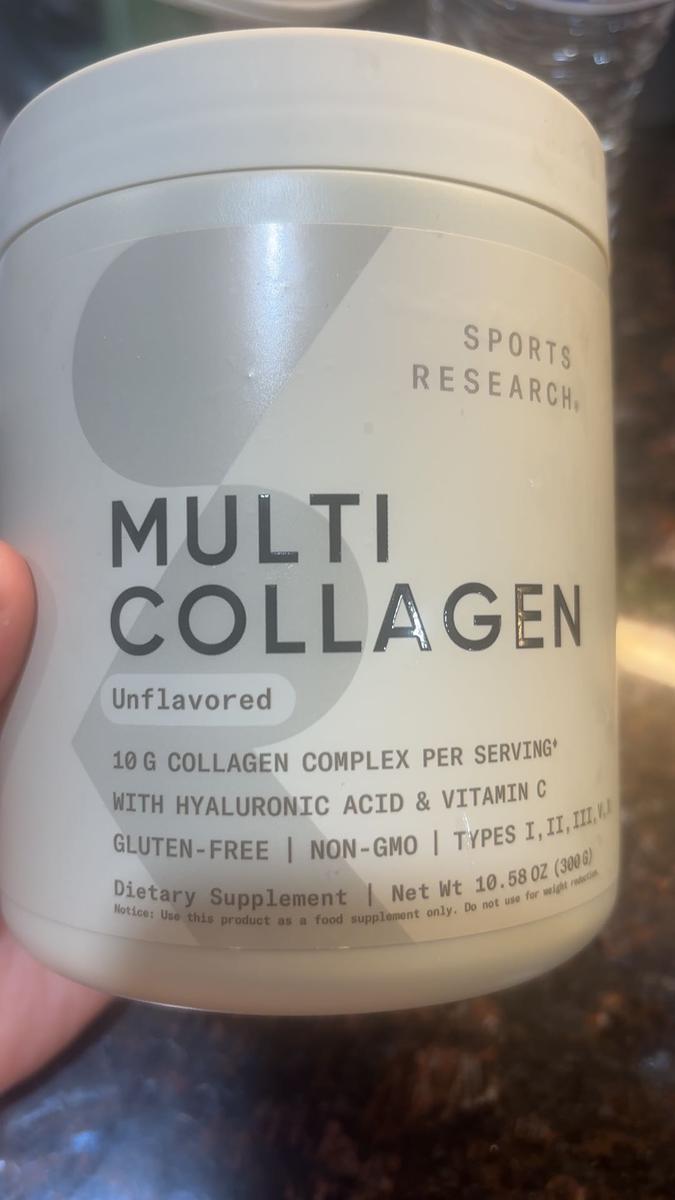 SPORTS
RESEARCH®
MULTI
COLLAGEN
Unflavored
10 G COLLAGEN COMPLEX PER SERVING♦
WITH HYALURONIC ACID & VITAMIN C
GLUTEN-FREE | NON-GMO | TYPES I, II, III, V,
Dietary Supplement | Net Wt 10.58 OZ (300 G)
Notice: Use this product as a food supplement only. Do not use for weight reduction.